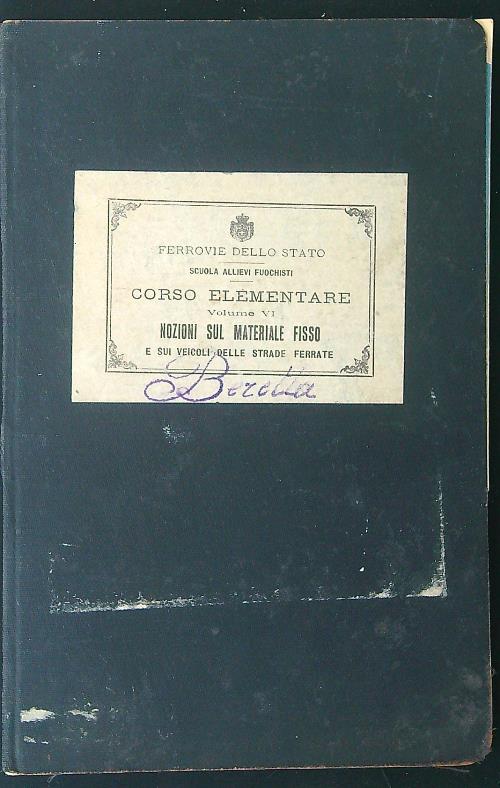 FERROVIE DELLO STATO
SCUOLA ALLIEVI FUOCHISTI
CORSO ELEMENTARE
Volume VI
NOZIONI SUL MATERIALE FISSO
E SUI VEICOLI DELLE STRADE FERRATE
Beretta